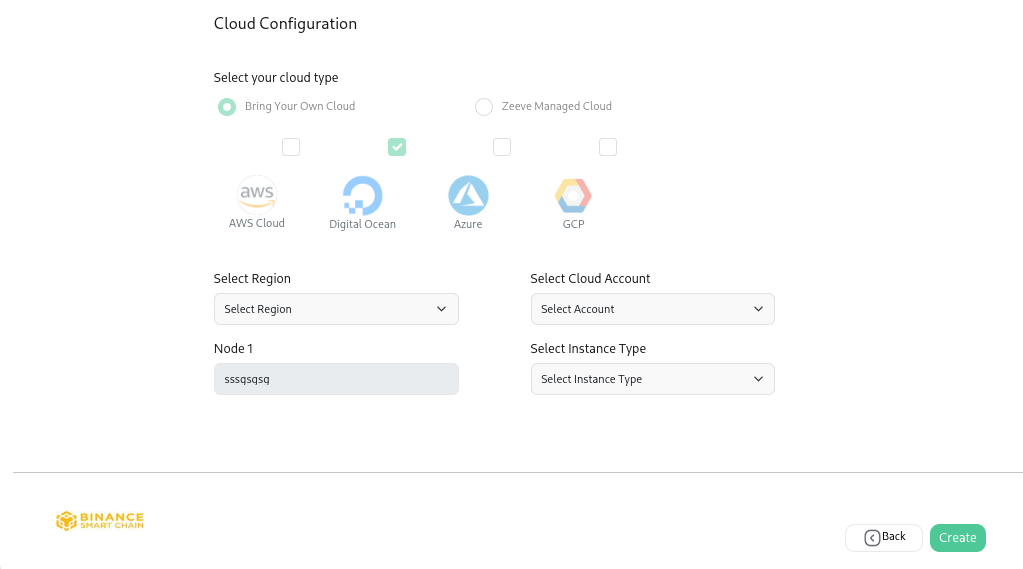 Cloud Configuration
Select your cloud type
Bring Your Own Cloud
Zeeve Managed Cloud
aws
AWS Cloud
Digital Ocean
Azure
GCP
Select Region
Select Cloud Account
Select Region
Select Account
Node 1
Select Instance Type
sssqsqsq
Select Instance Type
BINANCE
SMART CHAIN
Back
Create